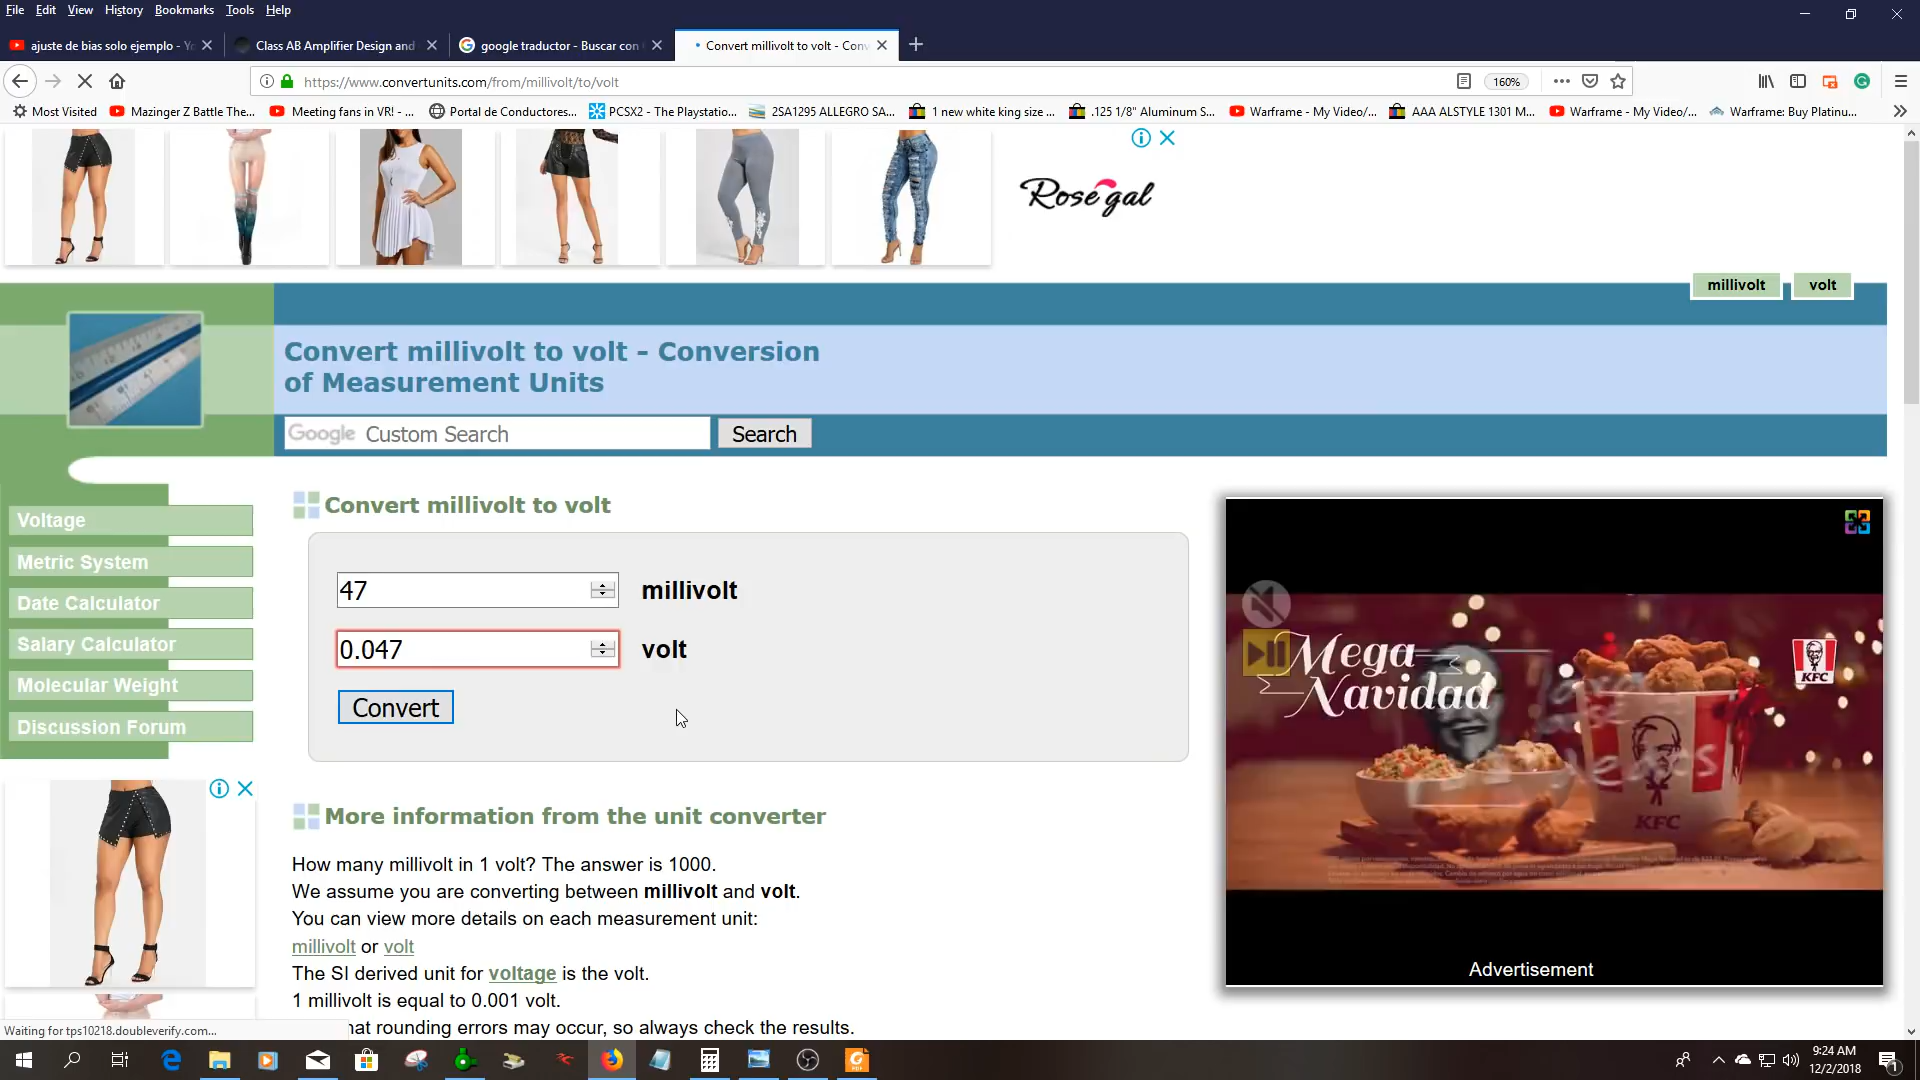 File Edit View History Bookmarks Tools Help
ajuste de bias solo ejemplo - Class AB Amplifier Design and google traductor - Buscar con Convert millivolt to volt - Conv
https://www.convertunits.com/from/millivolt/to/volt 160%
Most Visited Mazinger Z Battle The... Meeting fans in VR! - ... Portal de Conductores... PCSX2 - The Playstatio... 2SA1295 ALLEGRO SA... 1 new white king size ... .125 1/8" Aluminum S... Warframe - My Video/... AAA ALSTYLE 1301 M... Warframe - My Video/... Warframe: Buy Platinu...
Rosegal
millivolt volt
Convert millivolt to volt - Conversion
of Measurement Units
Google Custom Search Search
Voltage
Metric System
Date Calculator
Salary Calculator
Molecular Weight
Discussion Forum
Convert millivolt to volt
47 millivolt
0.047 volt
Convert
Mega
Navidad
KFC
KFC
Advertisement
More information from the unit converter
How many millivolt in 1 volt? The answer is 1000.
We assume you are converting between millivolt and volt.
You can view more details on each measurement unit:
millivolt or volt
The SI derived unit for voltage is the volt.
1 millivolt is equal to 0.001 volt.
hat rounding errors may occur, so always check the results.
Waiting for tps10218.doubleverify.com...
9:24 AM
12/2/2018
1